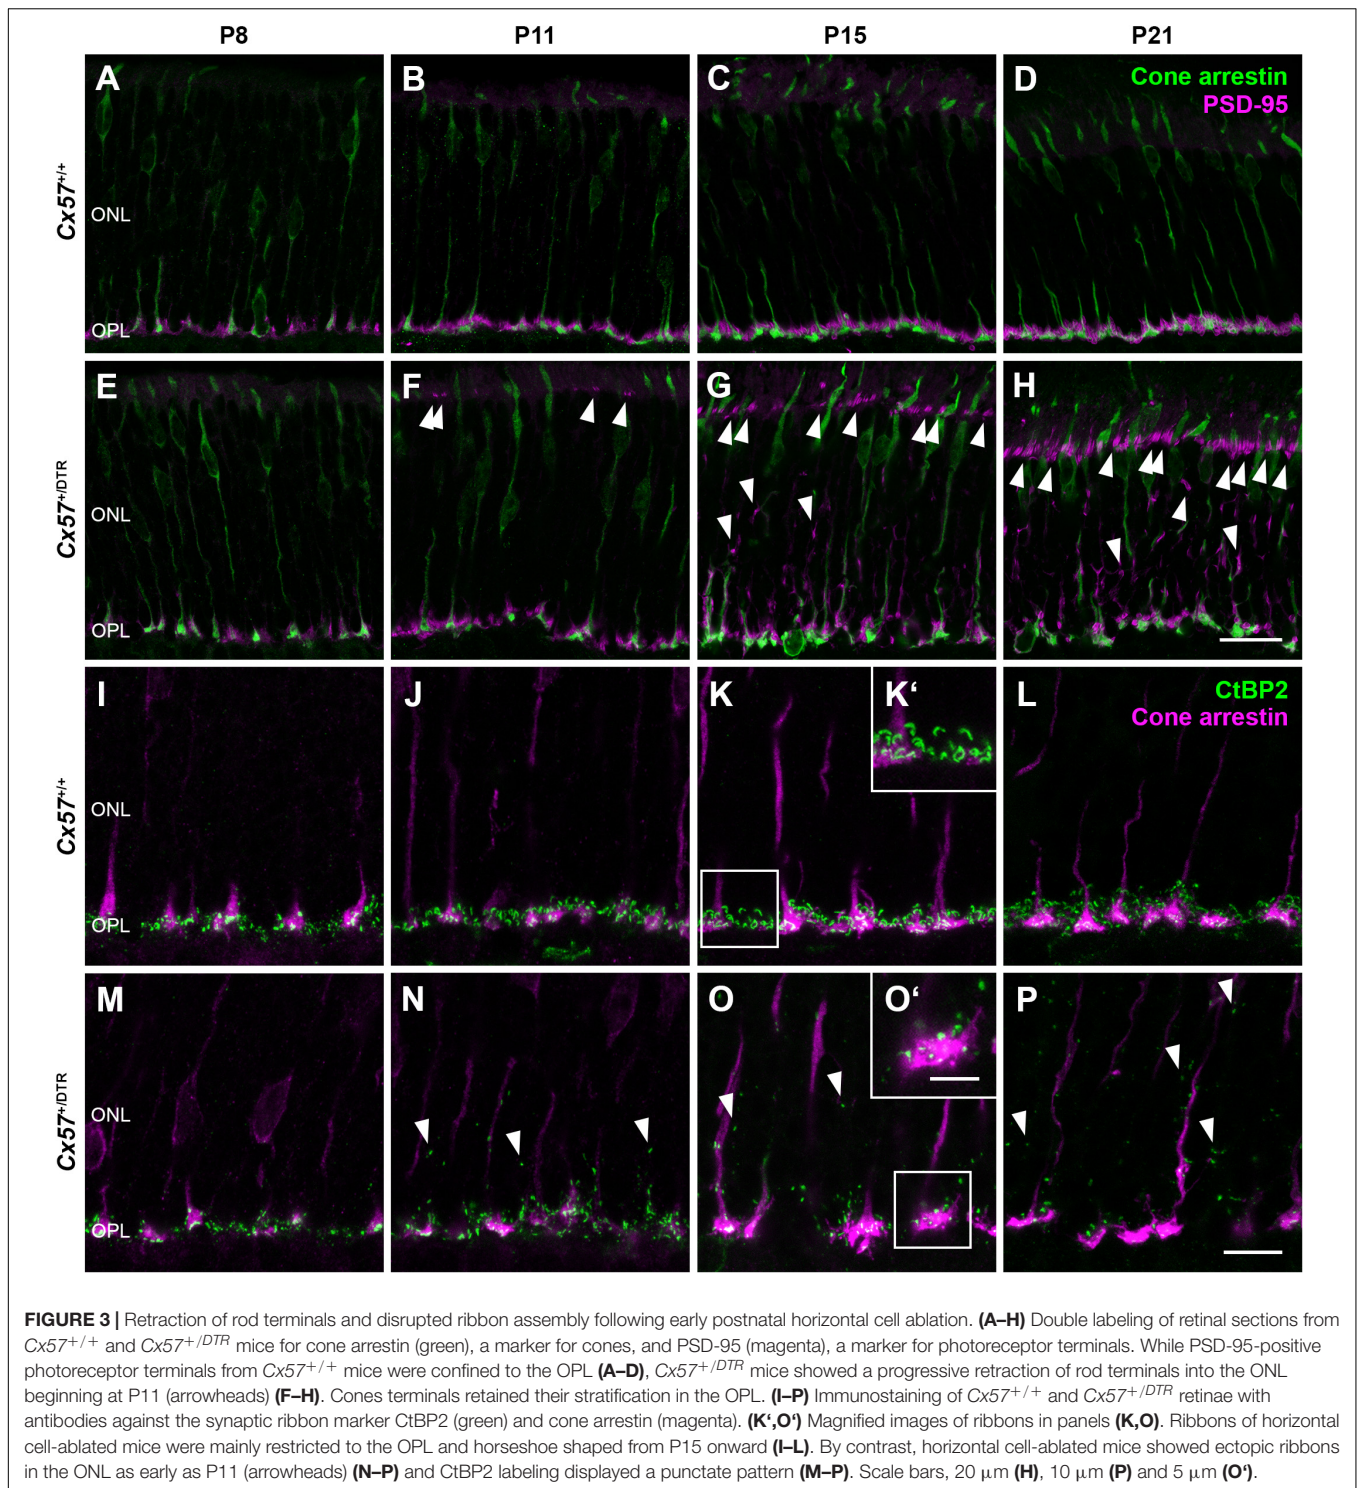 P8 P11 P15 P21
A B C D Cone arrestin
PSD-95
Cx57+/+
ONL
OPL
E F G H
Cx57+/DTR
ONL
OPL
I J K K‘ L CtBP2
Cone arrestin
Cx57+/+
ONL
OPL
M N O O‘ P
Cx57+/DTR
ONL
OPL
FIGURE 3 | Retraction of rod terminals and disrupted ribbon assembly following early postnatal horizontal cell ablation. (A–H) Double labeling of retinal sections from
Cx57+/+ and Cx57+/DTR mice for cone arrestin (green), a marker for cones, and PSD-95 (magenta), a marker for photoreceptor terminals. While PSD-95-positive
photoreceptor terminals from Cx57+/+ mice were confined to the OPL (A–D), Cx57+/DTR mice showed a progressive retraction of rod terminals into the ONL
beginning at P11 (arrowheads) (F–H). Cones terminals retained their stratification in the OPL. (I–P) Immunostaining of Cx57+/+ and Cx57+/DTR retinae with
antibodies against the synaptic ribbon marker CtBP2 (green) and cone arrestin (magenta). (K‘,O‘) Magnified images of ribbons in panels (K,O). Ribbons of horizontal
cell-ablated mice were mainly restricted to the OPL and horseshoe shaped from P15 onward (I–L). By contrast, horizontal cell-ablated mice showed ectopic ribbons
in the ONL as early as P11 (arrowheads) (N–P) and CtBP2 labeling displayed a punctate pattern (M–P). Scale bars, 20 μm (H), 10 μm (P) and 5 μm (O‘).